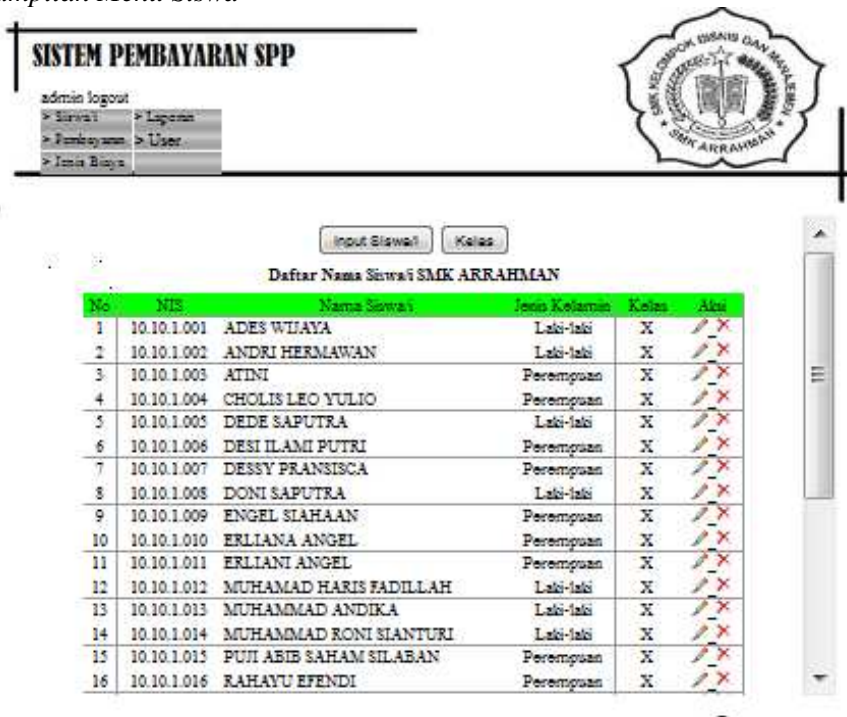 Menu Siswa
SISTEM PEMBAYARAN SPP
SMK KELOMPOK BISNIS DAN MANAJEMEN
SMK ARRAHMAN
admin logout
> Siswa/i > Laporan
> Pembayaran > User
> Jenis Biaya
Input Siswa/i Kelas
Daftar Nama Siswa/i SMK ARRAHMAN
No NIS Nama Siswa/i Jenis Kelamin Kelas Aksi
1 10.10.1.001 ADES WIJAYA Laki-laki X
2 10.10.1.002 ANDRI HERMAWAN Laki-laki X
3 10.10.1.003 ATINI Perempuan X
4 10.10.1.004 CHOLIS LEO YULIO Perempuan X
5 10.10.1.005 DEDE SAPUTRA Laki-laki X
6 10.10.1.006 DESI ILAMI PUTRI Perempuan X
7 10.10.1.007 DESSY PRANSISCA Perempuan X
8 10.10.1.008 DONI SAPUTRA Laki-laki X
9 10.10.1.009 ENGEL SIAHAAN Perempuan X
10 10.10.1.010 ERLIANA ANGEL Perempuan X
11 10.10.1.011 ERLIANI ANGEL Perempuan X
12 10.10.1.012 MUHAMAD HARIS FADILLAH Laki-laki X
13 10.10.1.013 MUHAMMAD ANDIKA Laki-laki X
14 10.10.1.014 MUHAMMAD RONI SIANTURI Laki-laki X
15 10.10.1.015 PUJI ABIB SAHAM SILABAN Perempuan X
16 10.10.1.016 RAHAYU EFENDI Perempuan X